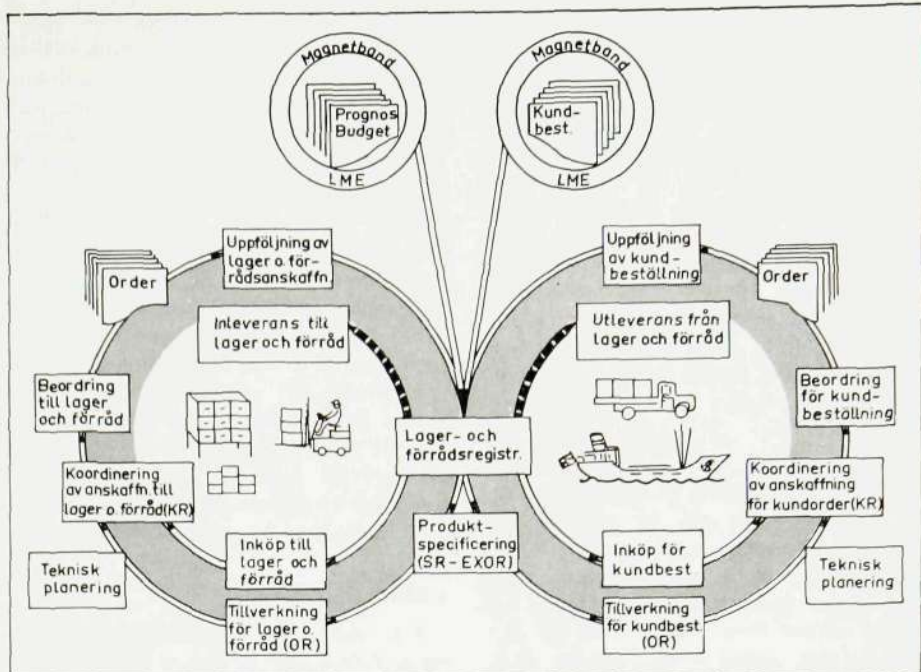 Magnetband
Prognos
Budget
LME
Magnetband
Kund-
best.
LME
Order
Uppföljning av
lager o. för-
rådsanskaffn.
Uppföljning
av kund-
beställning
Order
Inleverans till
lager och förråd
Utleverans från
lager och förråd
Beordring
till lager
och förråd
Beordring
för kund-
beställning
Lager- och
förrådsregistr.
Koordinering
av anskaffn. till
lager o. förråd(KR)
Koordinering
av anskaffning
för kundorder(KR)
Produkt-
specificering
(SR-EXOR)
Inköp till
lager och
förråd
Inköp för
kundbest
Teknisk
planering
Teknisk
planering
Tillverkning
för lager o.
förråd (OR)
Tillverkning
för kundbest.
(OR)